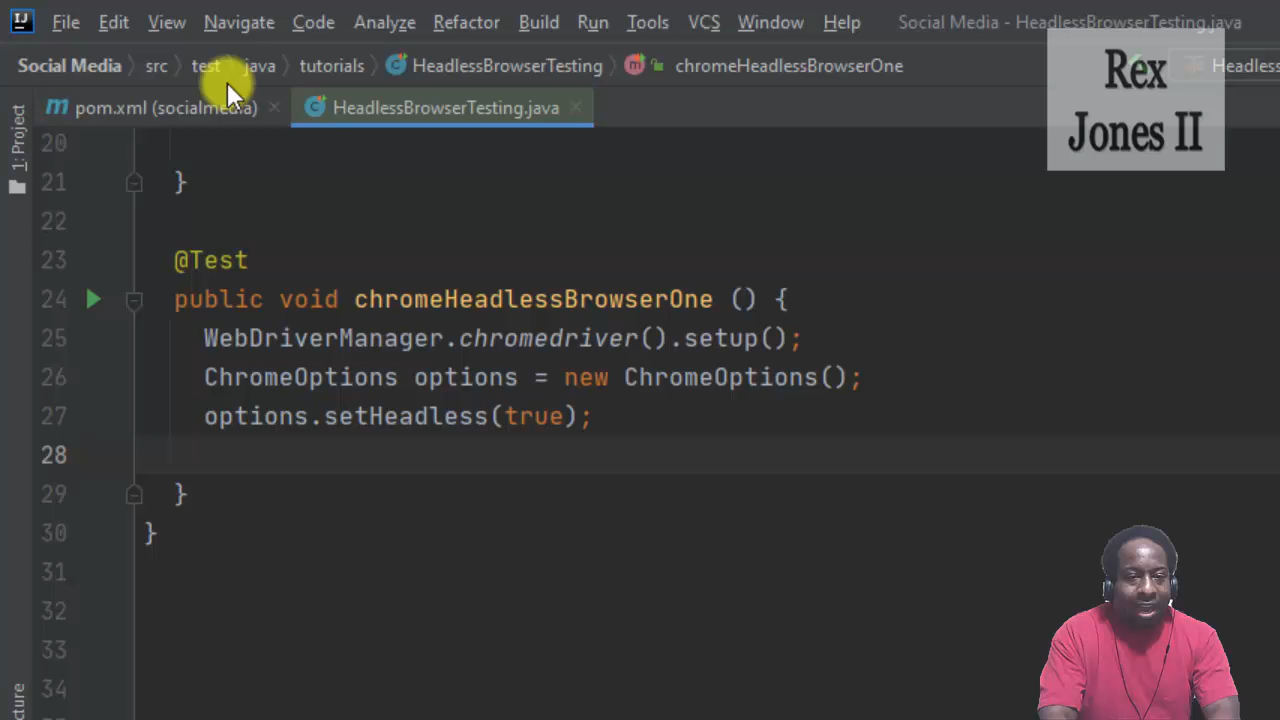 File Edit View Navigate Code Analyze Refactor Build Run Tools VCS Window Help Social Media - HeadlessBrowserTesting.java
Social Media src test java tutorials HeadlessBrowserTesting chromeHeadlessBrowserOne Headless
Rex
Jones II
pom.xml (socialmedia) HeadlessBrowserTesting.java
1: Project
20
21 }
22
23 @Test
24 public void chromeHeadlessBrowserOne () {
25 WebDriverManager.chromedriver().setup();
26 ChromeOptions options = new ChromeOptions();
27 options.setHeadless(true);
28
29 }
30 }
31
32
33
34